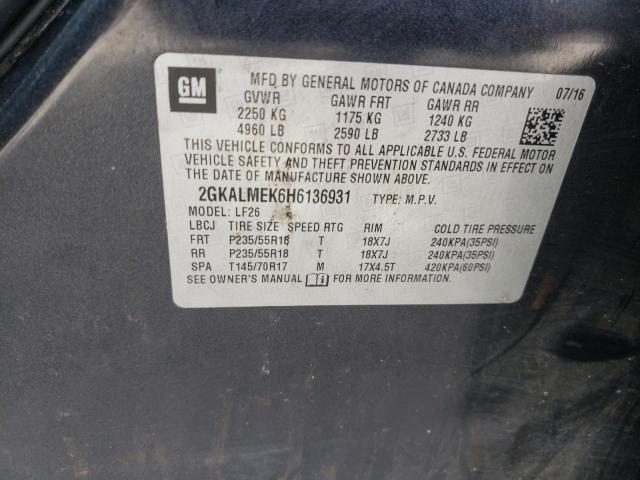 GM
MFD BY GENERAL MOTORS OF CANADA COMPANY 07/16
GVWR GAWR FRT GAWR RR
2250 KG 1175 KG 1240 KG
4960 LB 2590 LB 2733 LB
THIS VEHICLE CONFORMS TO ALL APPLICABLE U.S. FEDERAL MOTOR
VEHICLE SAFETY AND THEFT PREVENTION STANDARDS IN EFFECT ON
THE DATE OF MANUFACTURE SHOWN ABOVE.
2GKALMEK6H6136931 TYPE: M.P.V.
MODEL: LF26
LBCJ TIRE SIZE SPEED RTG RIM COLD TIRE PRESSURE
FRT P235/55R18 T 18X7J 240KPA(35PSI)
RR P235/55R18 T 18X7J 240KPA(35PSI)
SPA T145/70R17 M 17X4.5T 420KPA(60PSI)
SEE OWNER'S MANUAL FOR MORE INFORMATION.